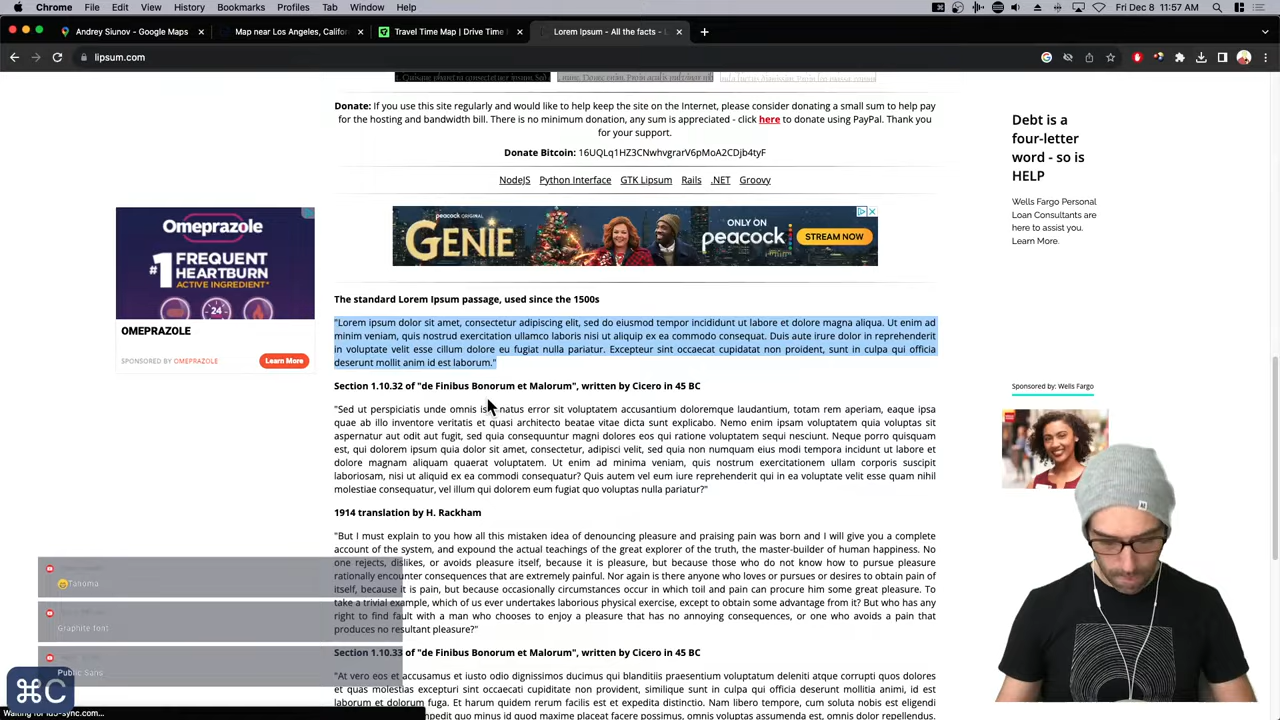 Chrome File Edit View History Bookmarks Profiles Tab Window Help Fri Dec 8 11:57 AM
Andrey Siunov - Google Maps
Map near Los Angeles, Califor
Travel Time Map | Drive Time
Lorem Ipsum - All the facts - L
lipsum.com
Donate: If you use this site regularly and would like to help keep the site on the Internet, please consider donating a small sum to help pay
for the hosting and bandwidth bill. There is no minimum donation, any sum is appreciated - click here to donate using PayPal. Thank you
for your support.
Donate Bitcoin: 16UQLq1HZ3CNwhvgrarV6pMoA2CDjb4tyF
NodeJS Python Interface GTK Lipsum Rails .NET Groovy
Debt is a
four-letter
word - so is
HELP
Wells Fargo Personal
Loan Consultants are
here to assist you.
Learn More.
Omeprazole
#1 FREQUENT
HEARTBURN
ACTIVE INGREDIENT*
24
OMEPRAZOLE
SPONSORED BY OMEPRAZOLE
Learn More
peacock ORIGINAL
GENIE
ONLY ON
peacock
STREAM NOW
The standard Lorem Ipsum passage, used since the 1500s
"Lorem ipsum dolor sit amet, consectetur adipiscing elit, sed do eiusmod tempor incididunt ut labore et dolore magna aliqua. Ut enim ad
minim veniam, quis nostrud exercitation ullamco laboris nisi ut aliquip ex ea commodo consequat. Duis aute irure dolor in reprehenderit
in voluptate velit esse cillum dolore eu fugiat nulla pariatur. Excepteur sint occaecat cupidatat non proident, sunt in culpa qui officia
deserunt mollit anim id est laborum."
Section 1.10.32 of "de Finibus Bonorum et Malorum", written by Cicero in 45 BC
"Sed ut perspiciatis unde omnis is natus error sit voluptatem accusantium doloremque laudantium, totam rem aperiam, eaque ipsa
quae ab illo inventore veritatis et quasi architecto beatae vitae dicta sunt explicabo. Nemo enim ipsam voluptatem quia voluptas sit
aspernatur aut odit aut fugit, sed quia consequuntur magni dolores eos qui ratione voluptatem sequi nesciunt. Neque porro quisquam
est, qui dolorem ipsum quia dolor sit amet, consectetur, adipisci velit, sed quia non numquam eius modi tempora incidunt ut labore et
dolore magnam aliquam quaerat voluptatem. Ut enim ad minima veniam, quis nostrum exercitationem ullam corporis suscipit
laboriosam, nisi ut aliquid ex ea commodi consequatur? Quis autem vel eum iure reprehenderit qui in ea voluptate velit esse quam nihil
molestiae consequatur, vel illum qui dolorem eum fugiat quo voluptas nulla pariatur?"
Sponsored by: Wells Fargo
1914 translation by H. Rackham
"But I must explain to you how all this mistaken idea of denouncing pleasure and praising pain was born and I will give you a complete
account of the system, and expound the actual teachings of the great explorer of the truth, the master-builder of human happiness. No
one rejects, dislikes, or avoids pleasure itself, because it is pleasure, but because those who do not know how to pursue pleasure
rationally encounter consequences that are extremely painful. Nor again is there anyone who loves or pursues or desires to obtain pain of
itself, because it is pain, but because occasionally circumstances occur in which toil and pain can procure him some great pleasure. To
take a trivial example, which of us ever undertakes laborious physical exercise, except to obtain some advantage from it? But who has any
right to find fault with a man who chooses to enjoy a pleasure that has no annoying consequences, or one who avoids a pain that
produces no resultant pleasure?"
Section 1.10.33 of "de Finibus Bonorum et Malorum", written by Cicero in 45 BC
"At vero eos et accusamus et iusto odio dignissimos ducimus qui blanditiis praesentium voluptatum deleniti atque corrupti quos dolores
et quas molestias excepturi sint occaecati cupiditate non provident, similique sunt in culpa qui officia deserunt mollitia animi, id est
laborum et dolorum fuga. Et harum quidem rerum facilis est et expedita distinctio. Nam libero tempore, cum soluta nobis est eligendi
optio cumque nihil impedit quo minus id quod maxime placeat facere possimus, omnis voluptas assumenda est, omnis dolor repellendus.
Tahoma
Graphite font
Public Sans
⌘C